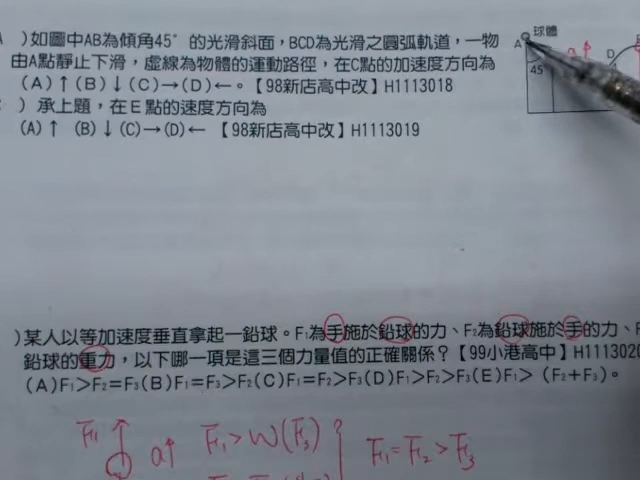 )如圖中AB為傾角45°的光滑斜面，BCD為光滑之圓弧軌道，一物
由A點靜止下滑，虛線為物體的運動路徑，在C點的加速度方向為
(A)↑(B)↓(C)→(D)←。【98新店高中改】H1113018
)承上題，在E點的速度方向為
(A)↑ (B)↓(C)→(D)← 【98新店高中改】H1113019
球體
A
45°
a↑
D
)某人以等加速度垂直拿起一鉛球。F₁為手施於鉛球的力、F₂為鉛球施於手的力、F
鉛球的重力，以下哪一項是這三個力量值的正確關係？【99小港高中】H1113020
(A)F₁>F₂=F₃(B)F₁=F₃>F₂(C)F₁=F₂>F₃(D)F₁>F₂>F₃(E)F₁> (F₂+F₃)。
F₁ a↑ F₁>W(F₃)
F₁=F₂>F₃